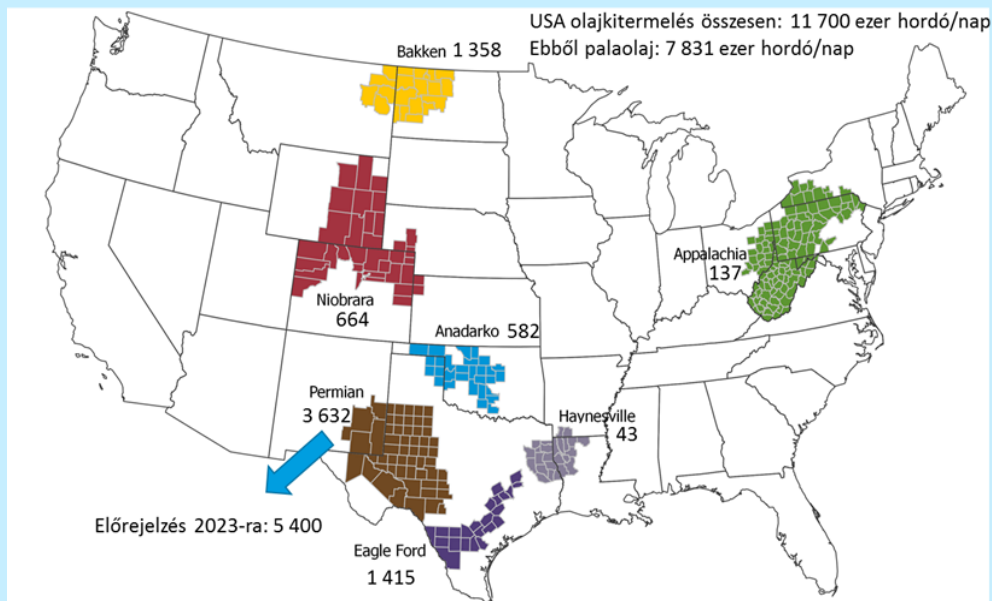 USA olajkitermelés összesen: 11 700 ezer hordó/nap
Ebből palaolaj: 7 831 ezer hordó/nap
Bakken 1 358
Appalachia
137
Niobrara
664
Anadarko 582
Permian
3 632
Haynesville
43
Előrejelzés 2023-ra: 5 400
Eagle Ford
1 415